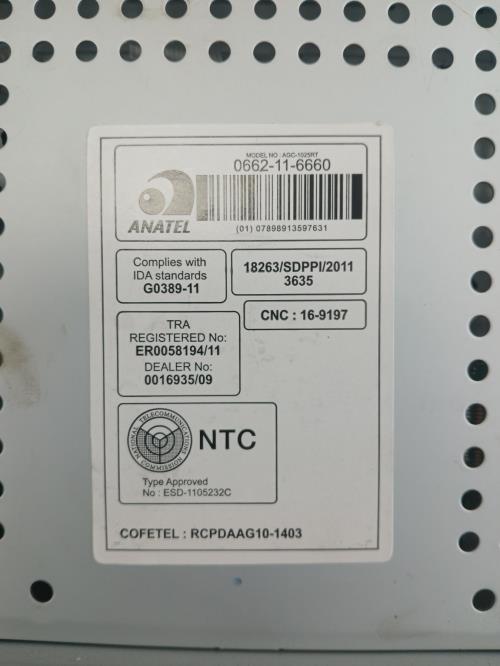 MODEL NO : AGC-1025RT
0662-11-6660
ANATEL
(01) 07898913597631
Complies with
IDA standards
G0389-11
18263/SDPPI/2011
3635
CNC : 16-9197
TRA
REGISTERED No:
ER0058194/11
DEALER No:
0016935/09
NATIONAL TELECOMMUNICATIONS COMMISSION
NTC
Type Approved
No : ESD-1105232C
COFETEL : RCPDAAG10-1403